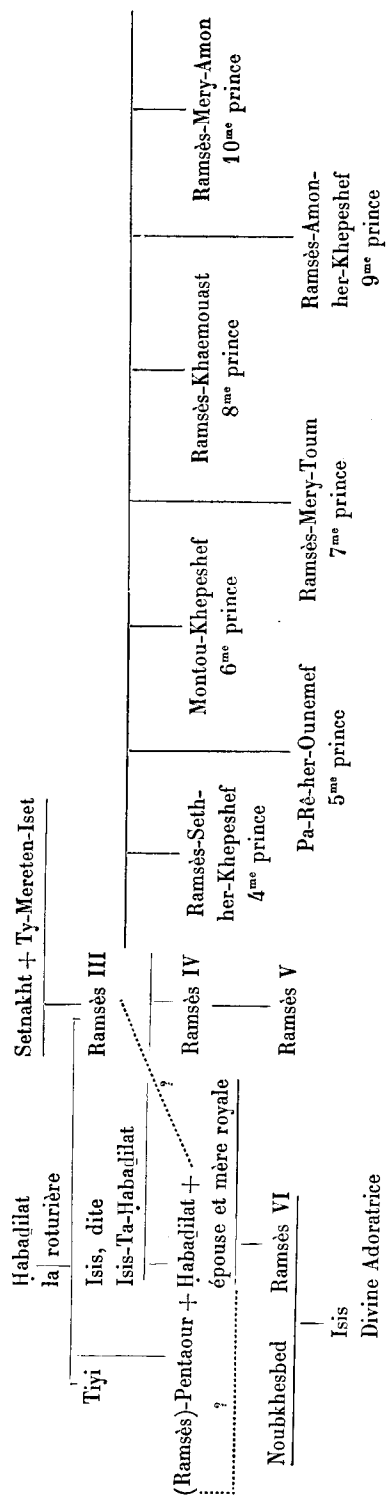 Ḥabaḏilat
la roturière
Setnakht + Ty-Mereten-Iset
Tiyi
Isis, dite
Isis-Ta-Ḥabaḏilat
Ramsès III
?
(Ramsès)-Pentaour + Ḥabaḏilat +
épouse et mère royale
?
Ramsès IV
Ramsès V
Noubkhesbed
Ramsès VI
Isis
Divine Adoratrice
Ramsès-Seth-
her-Khepeshef
4me prince
Pa-Rê-her-Ounemef
5me prince
Montou-Khepeshef
6me prince
Ramsès-Mery-Toum
7me prince
Ramsès-Khaemouast
8me prince
Ramsès-Amon-
her-Khepeshef
9me prince
Ramsès-Mery-Amon
10me prince